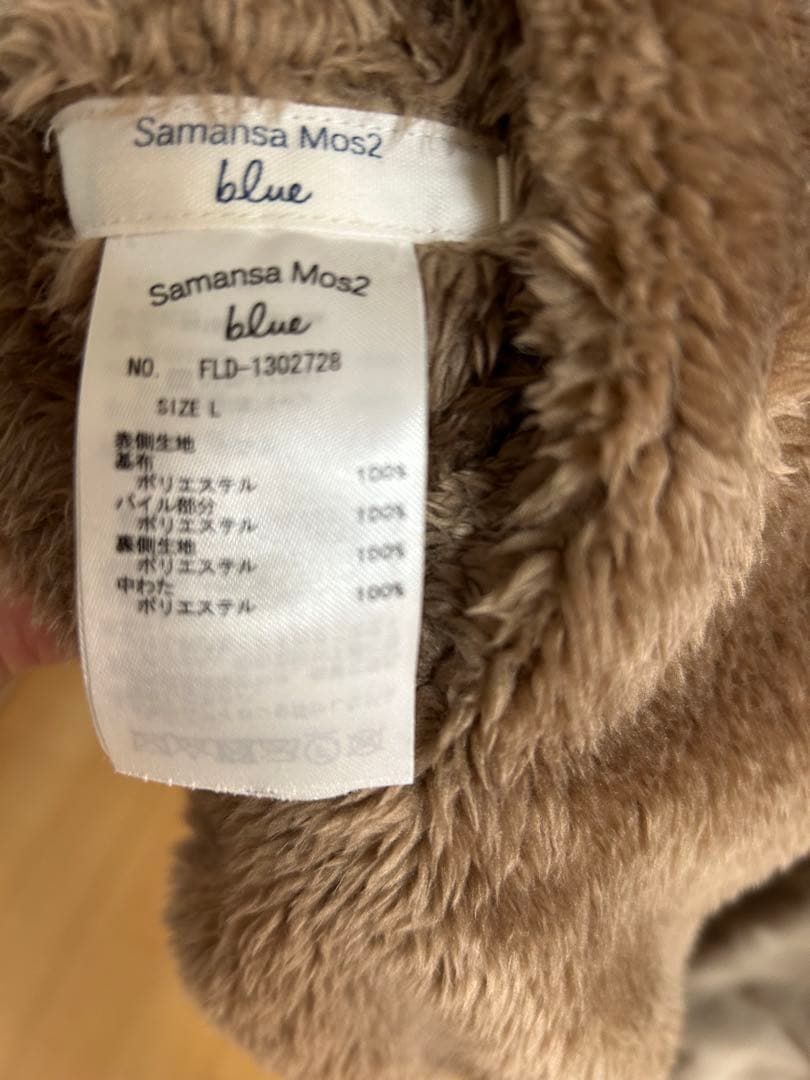 Samansa Mos2
blue
Samansa Mos2
blue
NO. FLD-1302728
SIZE L
表側生地
基布
ポリエステル 100%
パイル部分
ポリエステル 100%
裏側生地
ポリエステル 100%
中わた
ポリエステル 100%